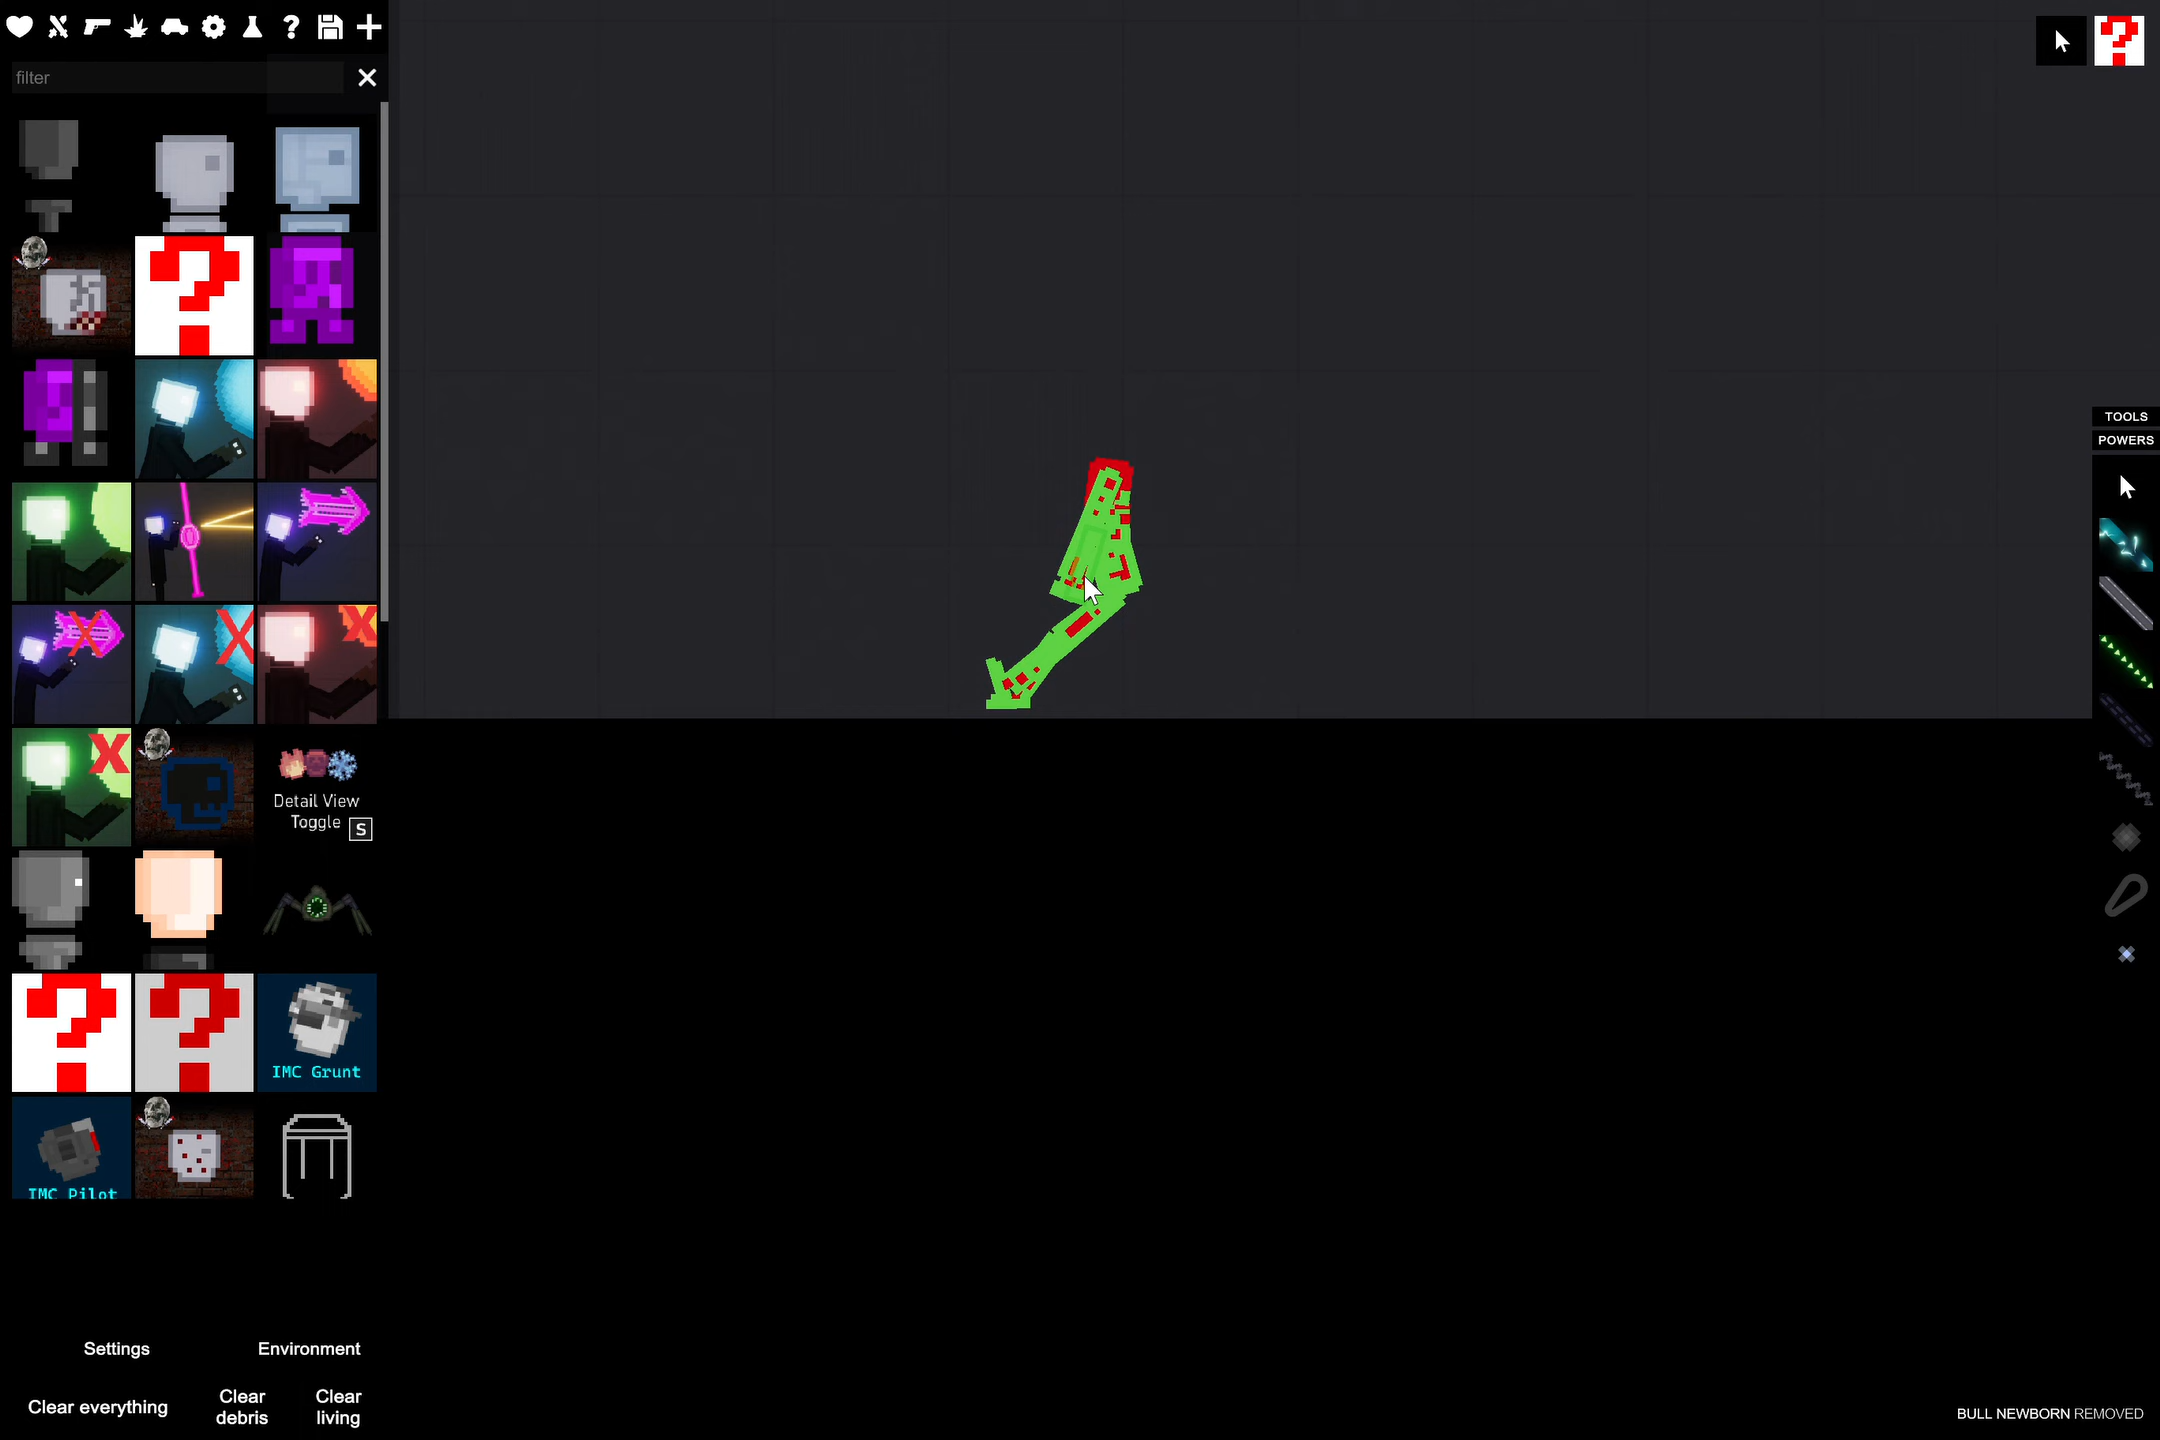 filter
TOOLS
POWERS
Detail View
Toggle S
IMC Grunt
IMC Pilot
Settings
Environment
Clear everything
Clear
debris
Clear
living
BULL NEWBORN REMOVED